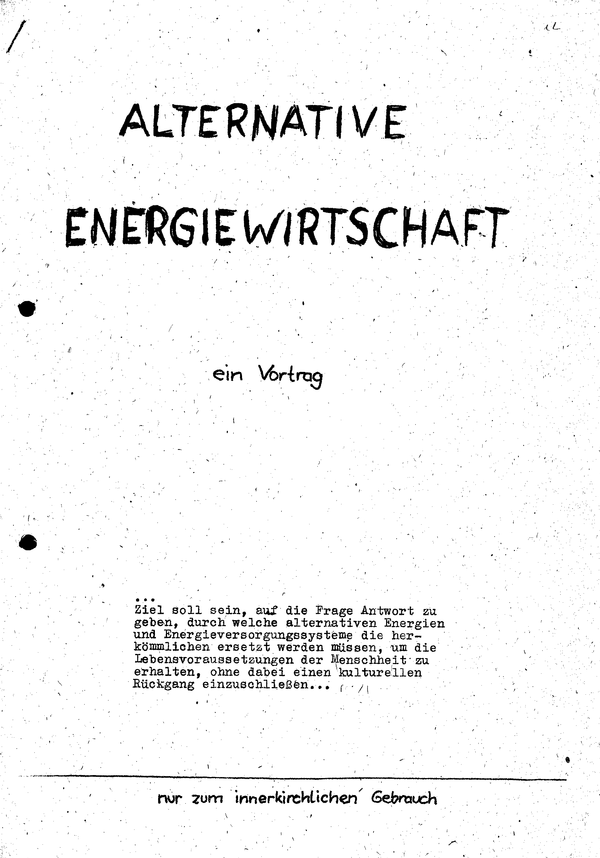 ALTERNATIVE
ENERGIEWIRTSCHAFT
ein Vortrag
...
Ziel soll sein, auf die Frage Antwort zu
geben, durch welche alternativen Energien
und Energieversorgungssysteme die her-
kömmlichen ersetzt werden müssen, um die
Lebensvoraussetzungen der Menschheit zu
erhalten, ohne dabei einen kulturellen
Rückgang einzuschließen...
nur zum innerkirchlichen Gebrauch